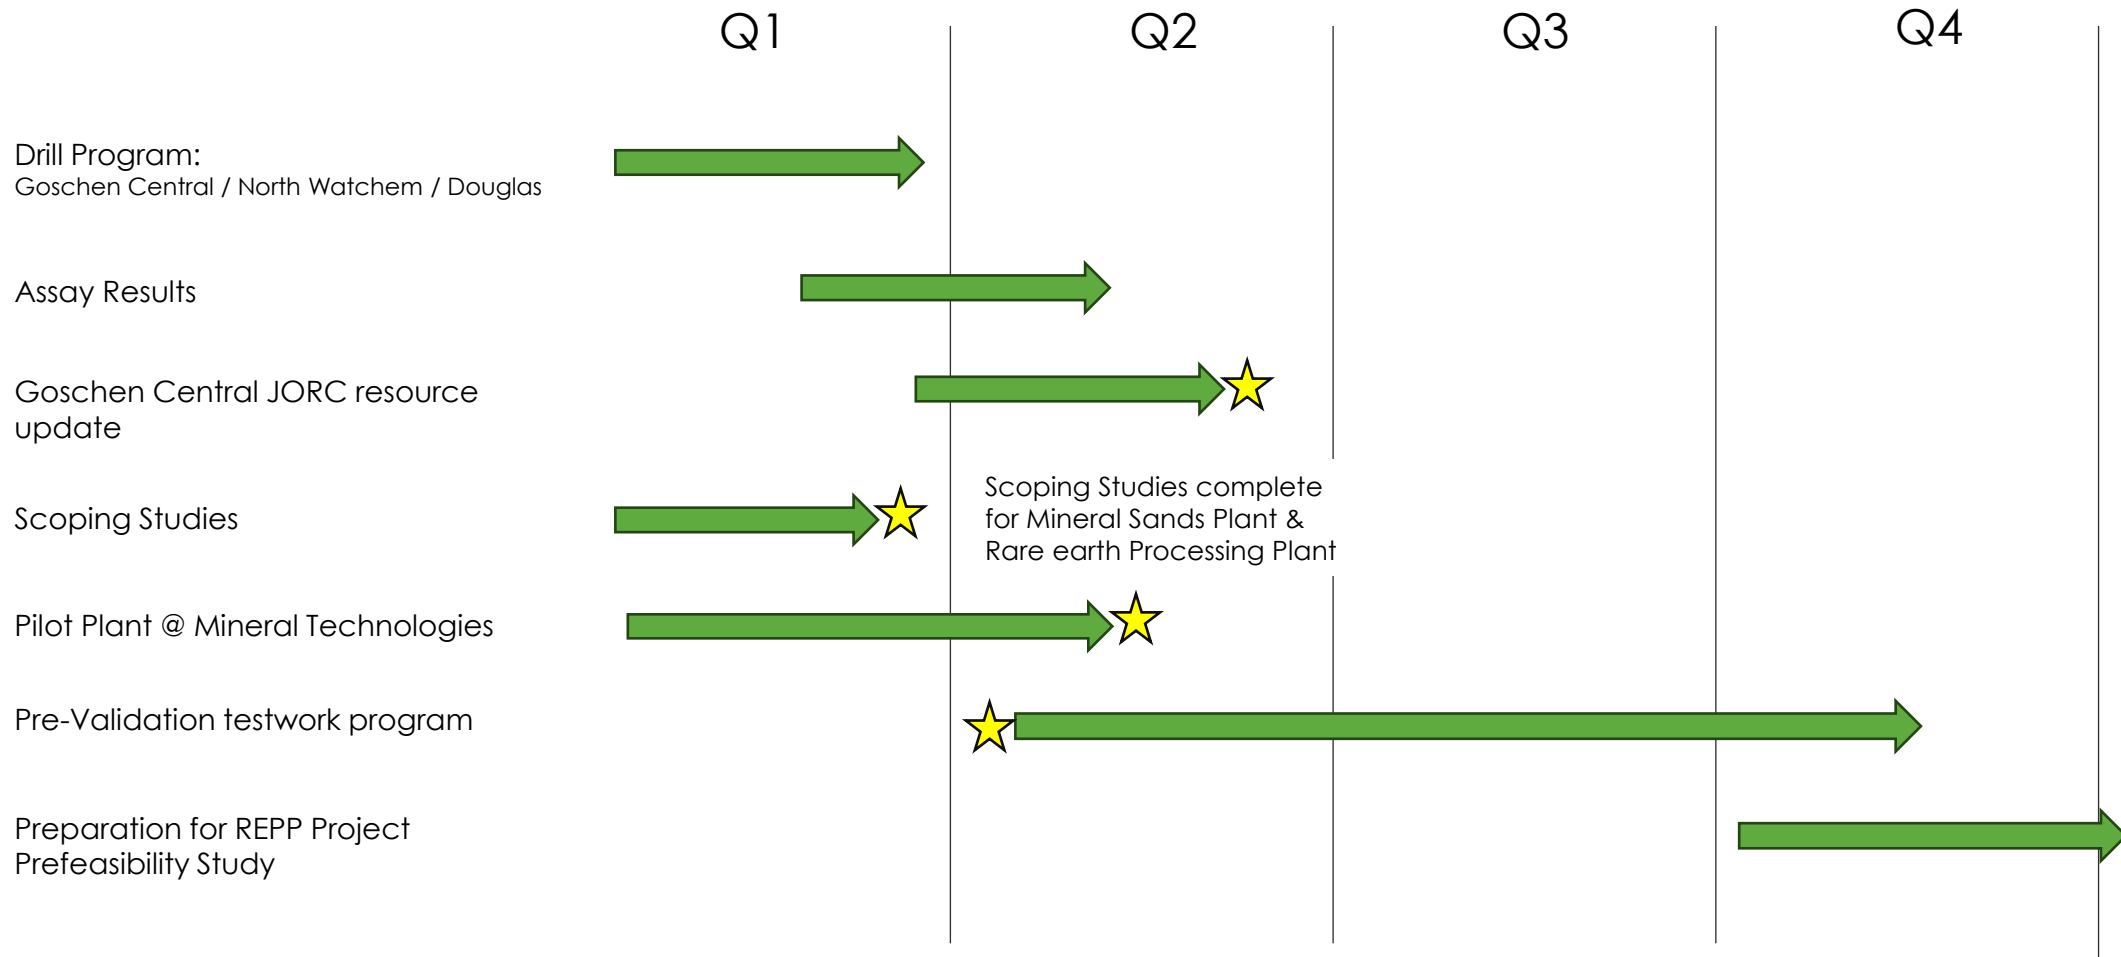 Q1
Q2
Q3
Q4
Drill Program:
Goschen Central / North Watchem / Douglas
Assay Results
Goschen Central JORC resource
update
Scoping Studies
Scoping Studies complete
for Mineral Sands Plant &
Rare earth Processing Plant
Pilot Plant @ Mineral Technologies
Pre-Validation testwork program
Preparation for REPP Project
Prefeasibility Study